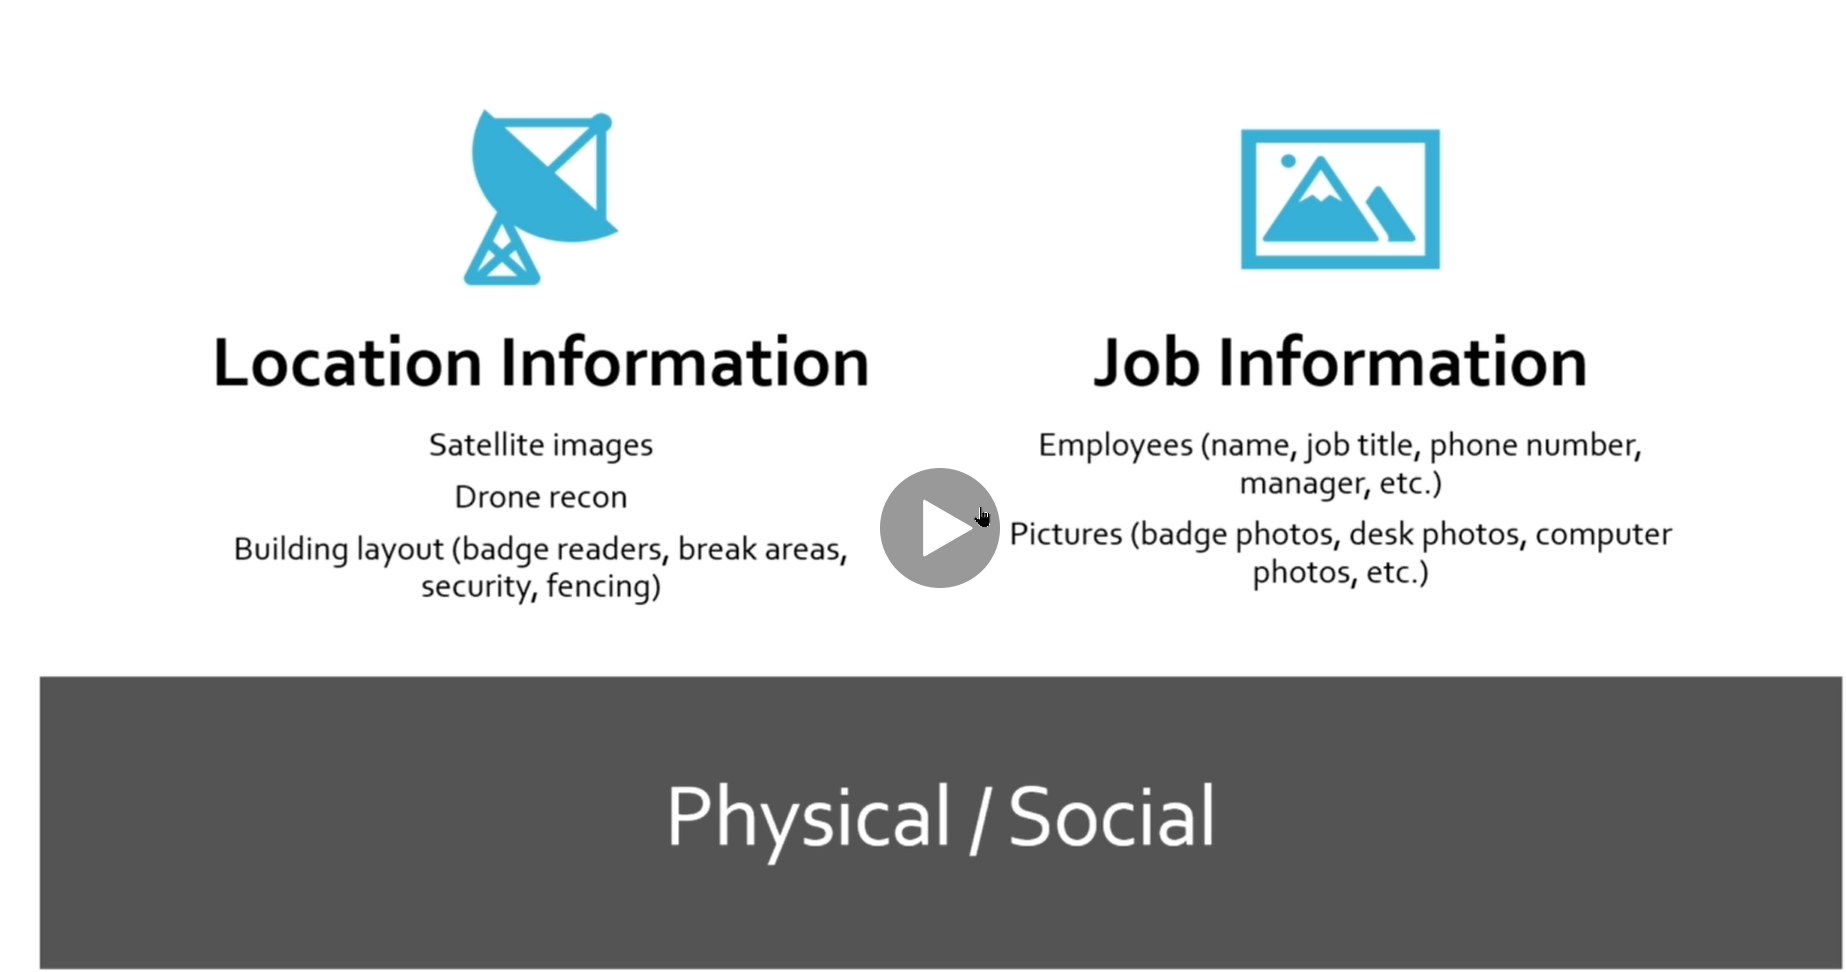 Location Information
Satellite images
Drone recon
Building layout (badge readers, break areas,
security, fencing)
Job Information
Employees (name, job title, phone number,
manager, etc.)
Pictures (badge photos, desk photos, computer
photos, etc.)
Physical / Social